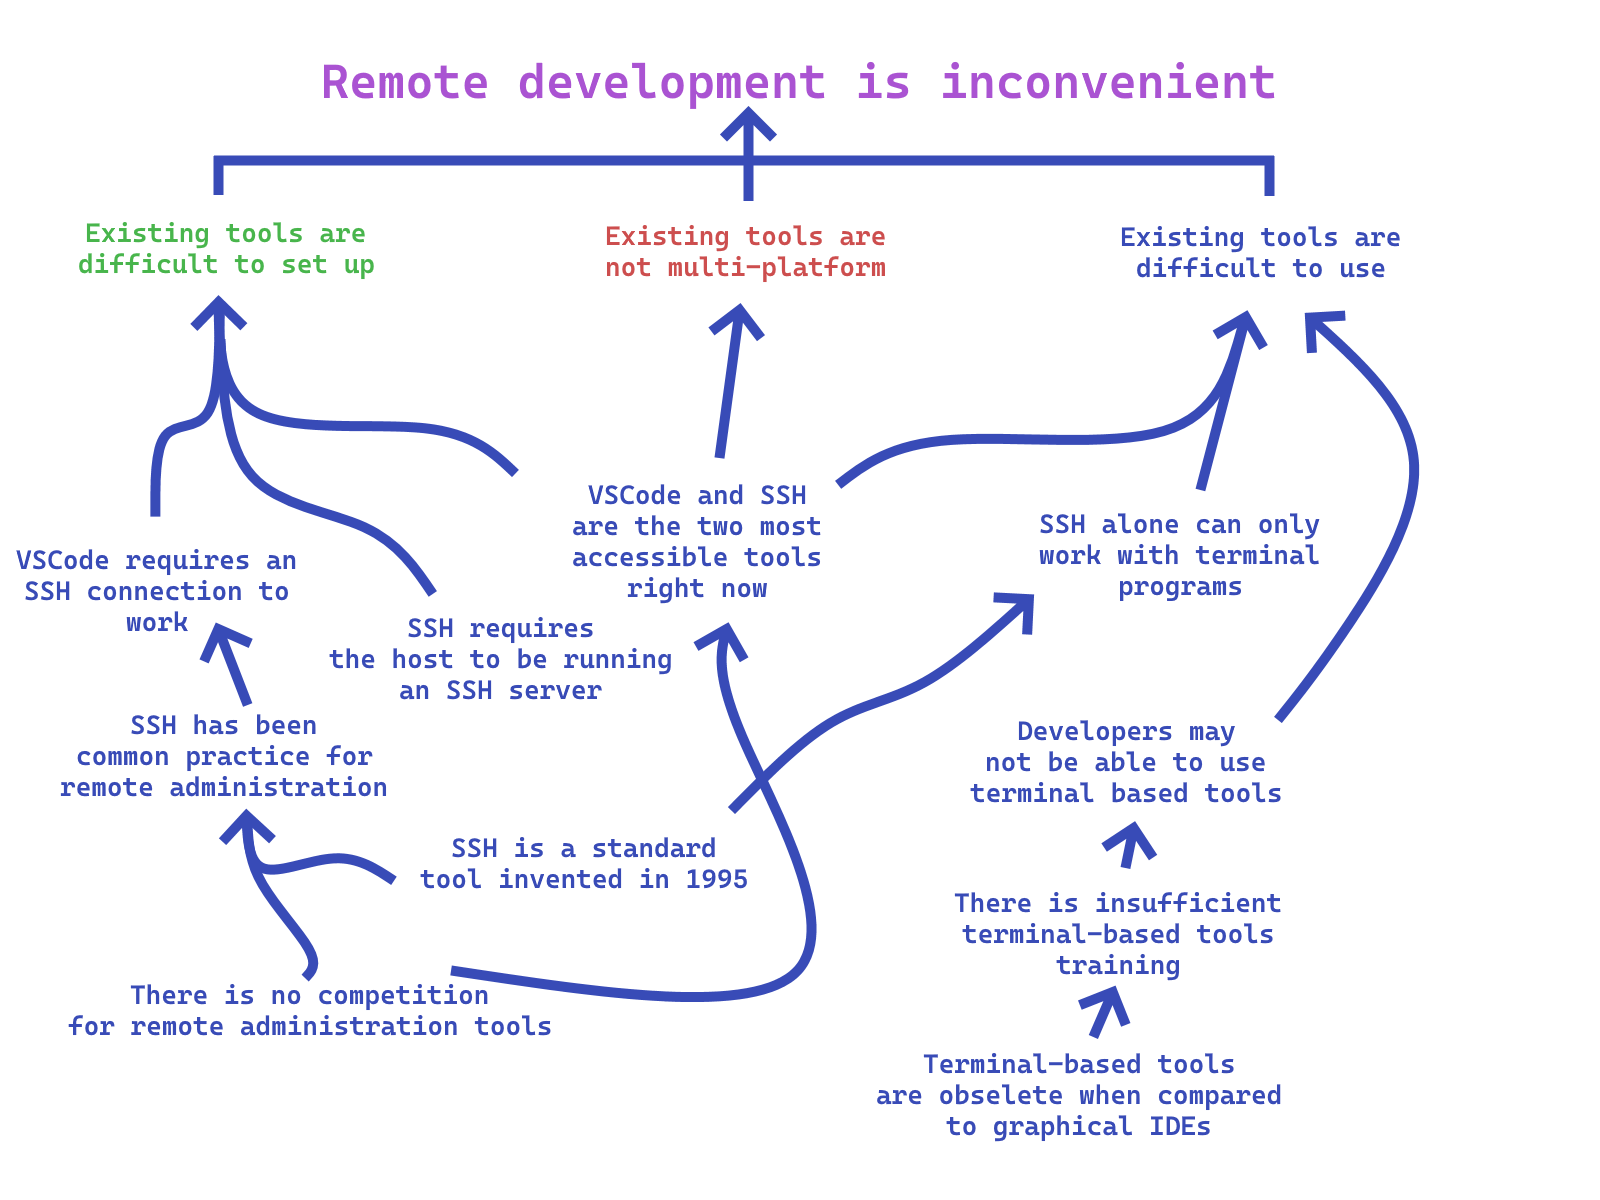 Remote development is inconvenient
Existing tools are
difficult to set up
Existing tools are
not multi-platform
Existing tools are
difficult to use
VSCode and SSH
are the two most
accessible tools
right now
SSH alone can only
work with terminal
programs
VSCode requires an
SSH connection to
work
SSH requires
the host to be running
an SSH server
SSH has been
common practice for
remote administration
Developers may
not be able to use
terminal based tools
SSH is a standard
tool invented in 1995
There is insufficient
terminal-based tools
training
There is no competition
for remote administration tools
Terminal-based tools
are obselete when compared
to graphical IDEs